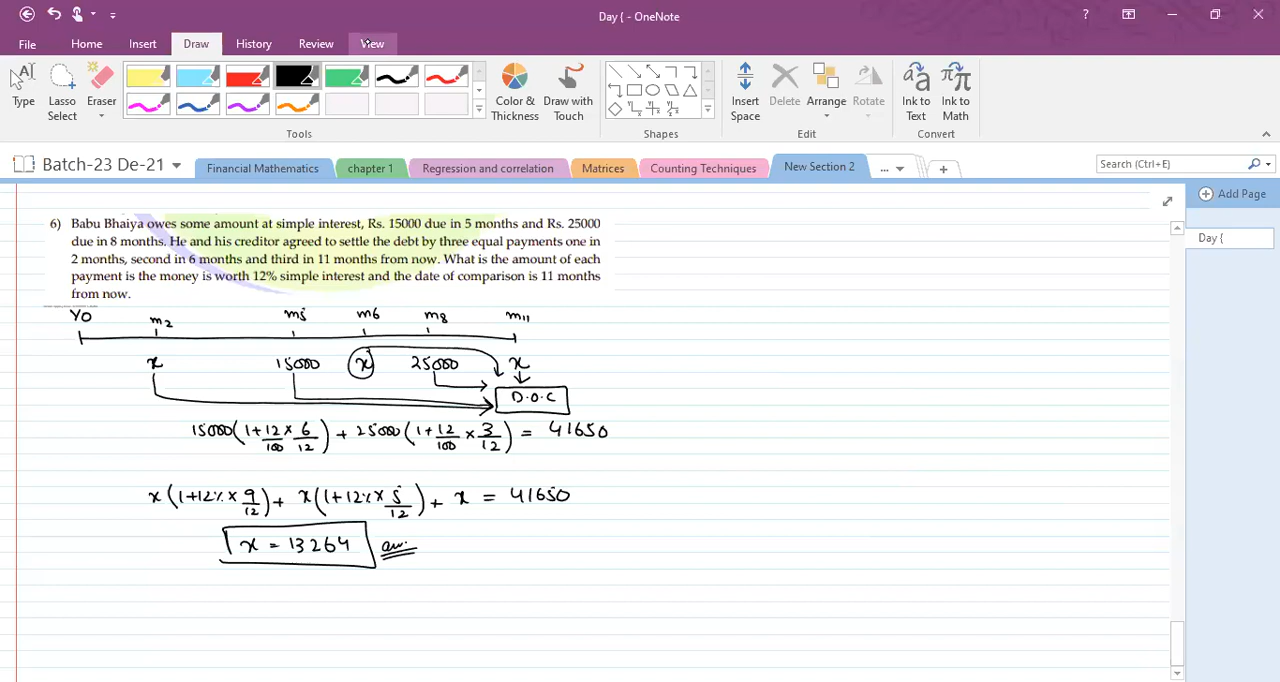 Day { - OneNote
?
File Home Insert Draw History Review View
Type Lasso Select Eraser Color & Thickness Draw with Touch Insert Space Delete Arrange Rotate Ink to Text Ink to Math
Tools Shapes Edit Convert
Batch-23 De-21 Financial Mathematics chapter 1 Regression and correlation Matrices Counting Techniques New Section 2 ... Search (Ctrl+E)
Add Page
Day {
6) Babu Bhaiya owes some amount at simple interest, Rs. 15000 due in 5 months and Rs. 25000
due in 8 months. He and his creditor agreed to settle the debt by three equal payments one in
2 months, second in 6 months and third in 11 months from now. What is the amount of each
payment is the money is worth 12% simple interest and the date of comparison is 11 months
from now.
Y0 m2 m5 m6 m8 m11
x 15000 x 25000 x
D.O.C
15000(1+12/100 × 6/12) + 25000(1+12/100 × 3/12) = 41650
x(1+12% × 9/12) + x(1+12% × 5/12) + x = 41650
x = 13264 ans.